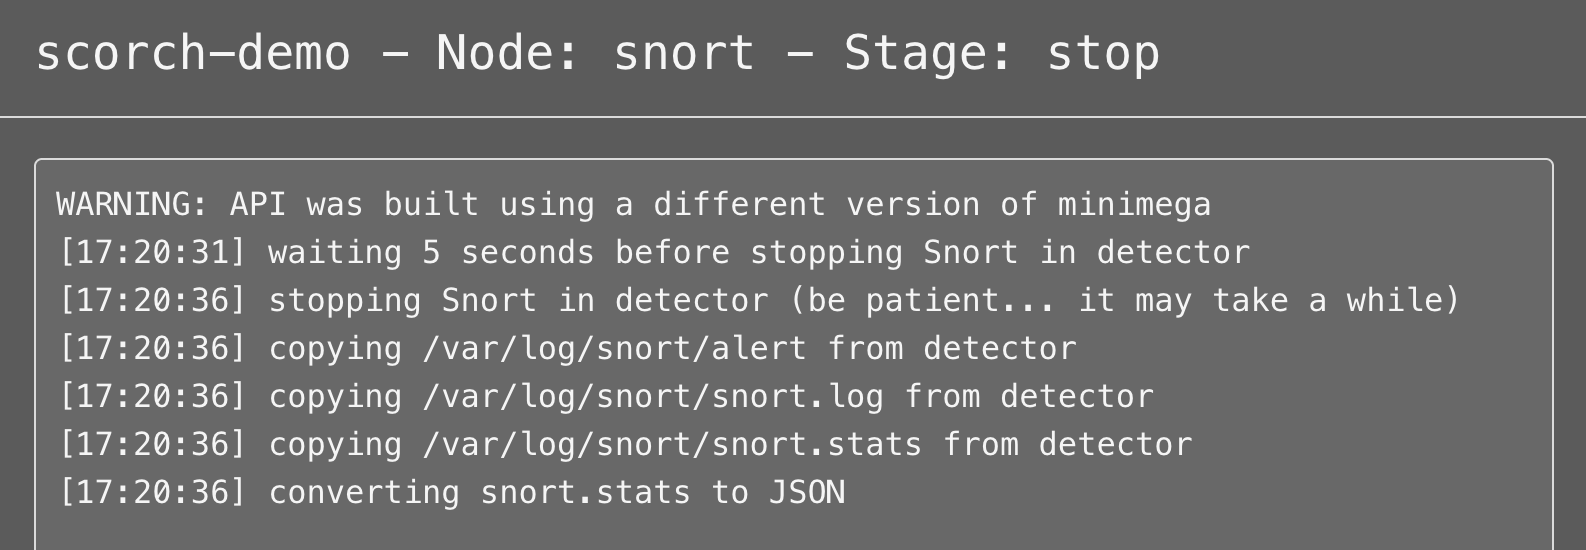 scorch-demo - Node: snort - Stage: stop
WARNING: API was built using a different version of minimega
[17:20:31] waiting 5 seconds before stopping Snort in detector
[17:20:36] stopping Snort in detector (be patient... it may take a while)
[17:20:36] copying /var/log/snort/alert from detector
[17:20:36] copying /var/log/snort/snort.log from detector
[17:20:36] copying /var/log/snort/snort.stats from detector
[17:20:36] converting snort.stats to JSON